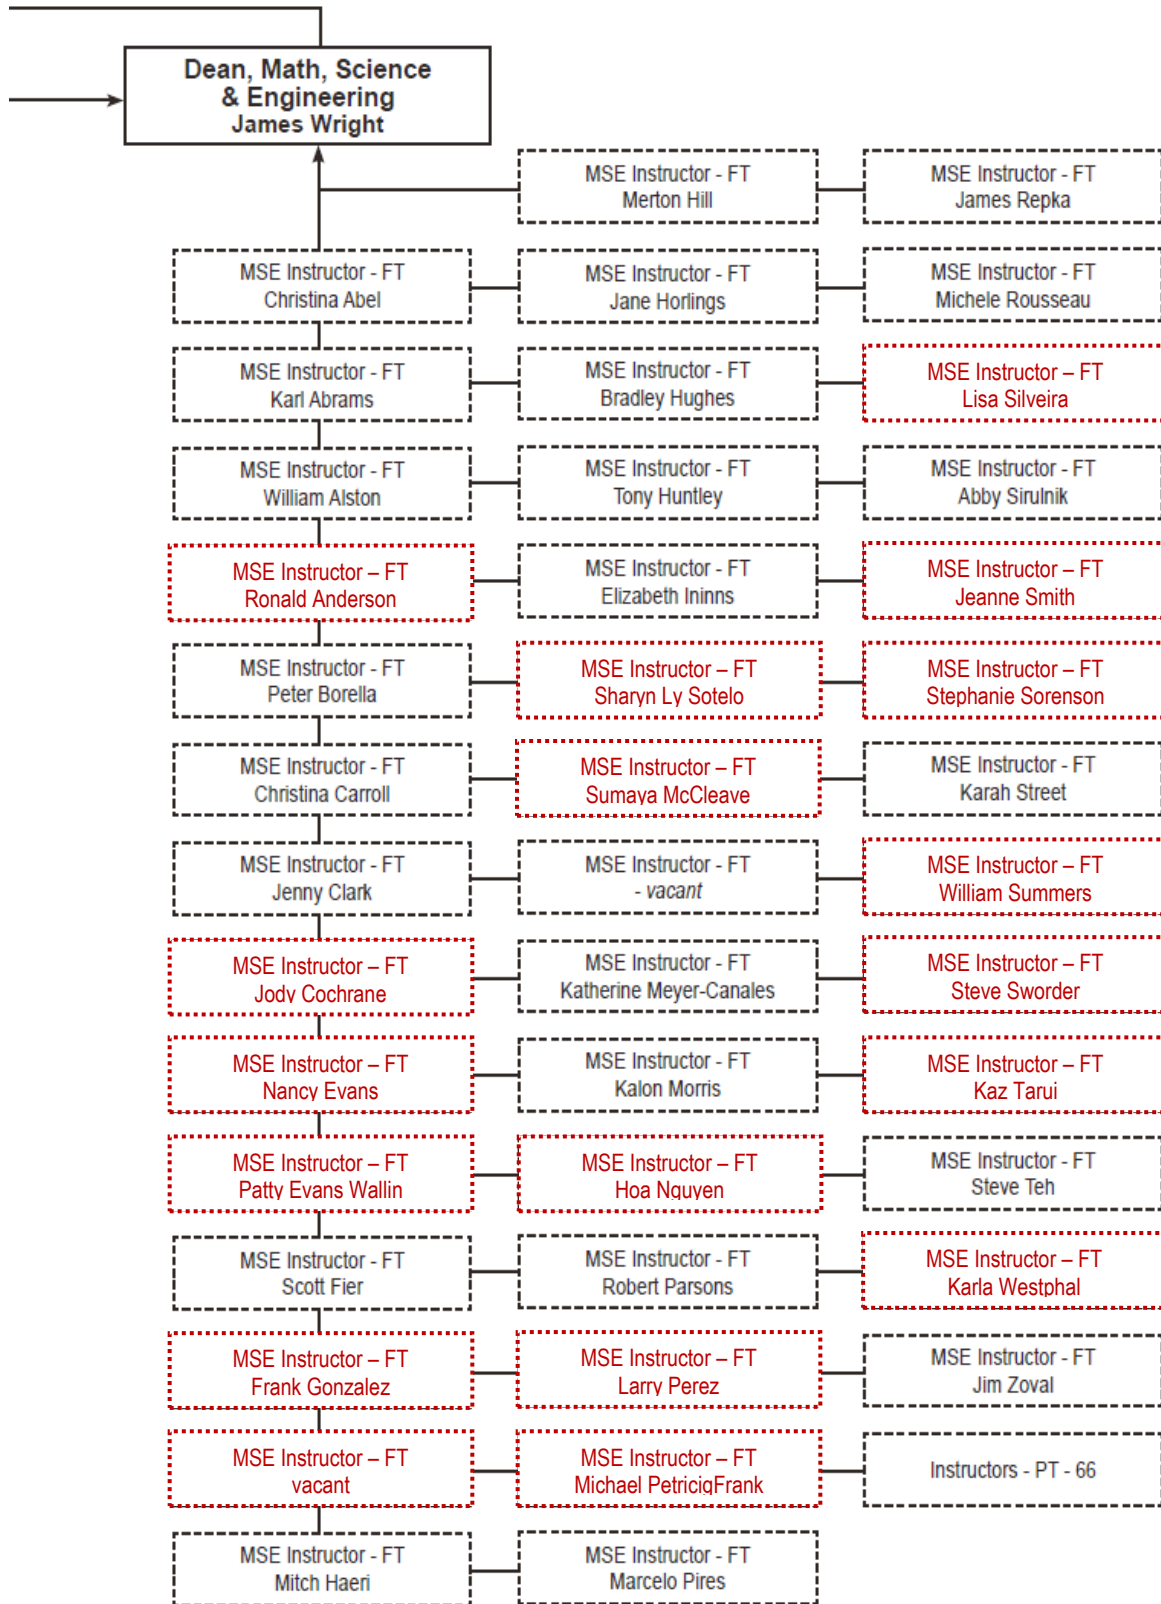 Dean, Math, Science
& Engineering
James Wright
MSE Instructor - FT
Merton Hill
MSE Instructor - FT
James Repka
MSE Instructor - FT
Christina Abel
MSE Instructor - FT
Jane Horlings
MSE Instructor - FT
Michele Rousseau
MSE Instructor - FT
Karl Abrams
MSE Instructor - FT
Bradley Hughes
MSE Instructor – FT
Lisa Silveira
MSE Instructor - FT
William Alston
MSE Instructor - FT
Tony Huntley
MSE Instructor - FT
Abby Sirulnik
MSE Instructor – FT
Ronald Anderson
MSE Instructor - FT
Elizabeth Ininns
MSE Instructor – FT
Jeanne Smith
MSE Instructor - FT
Peter Borella
MSE Instructor – FT
Sharyn Ly Sotelo
MSE Instructor – FT
Stephanie Sorenson
MSE Instructor - FT
Christina Carroll
MSE Instructor – FT
Sumaya McCleave
MSE Instructor - FT
Karah Street
MSE Instructor - FT
Jenny Clark
MSE Instructor - FT
- vacant
MSE Instructor – FT
William Summers
MSE Instructor – FT
Jody Cochrane
MSE Instructor - FT
Katherine Meyer-Canales
MSE Instructor – FT
Steve Sworder
MSE Instructor – FT
Nancy Evans
MSE Instructor - FT
Kalon Morris
MSE Instructor – FT
Kaz Tarui
MSE Instructor – FT
Patty Evans Wallin
MSE Instructor – FT
Hoa Nguyen
MSE Instructor - FT
Steve Teh
MSE Instructor - FT
Scott Fier
MSE Instructor - FT
Robert Parsons
MSE Instructor – FT
Karla Westphal
MSE Instructor – FT
Frank Gonzalez
MSE Instructor – FT
Larry Perez
MSE Instructor - FT
Jim Zoval
MSE Instructor – FT
vacant
MSE Instructor – FT
Michael PetricigFrank
Instructors - PT - 66
MSE Instructor - FT
Mitch Haeri
MSE Instructor - FT
Marcelo Pires